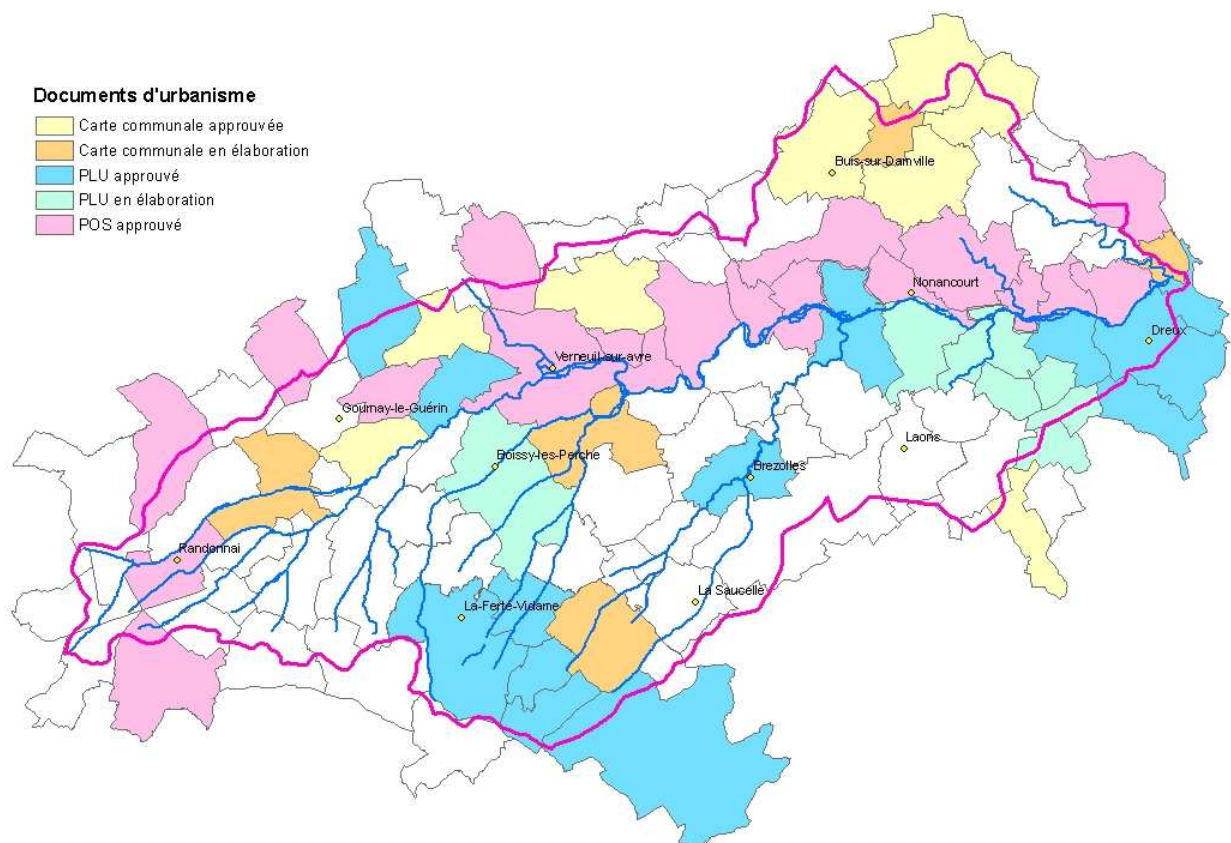 Documents d'urbanisme
Carte communale approuvée
Carte communale en élaboration
PLU approuvé
PLU en élaboration
POS approuvé
Buis-sur-Damville
Nonancourt
Dreux
Verneuil-sur-avre
Gournay-le-Guérin
Laons
Boissy-les-Perche
Brezolles
Randonnai
La Saucelle
La-Ferté-Vidame